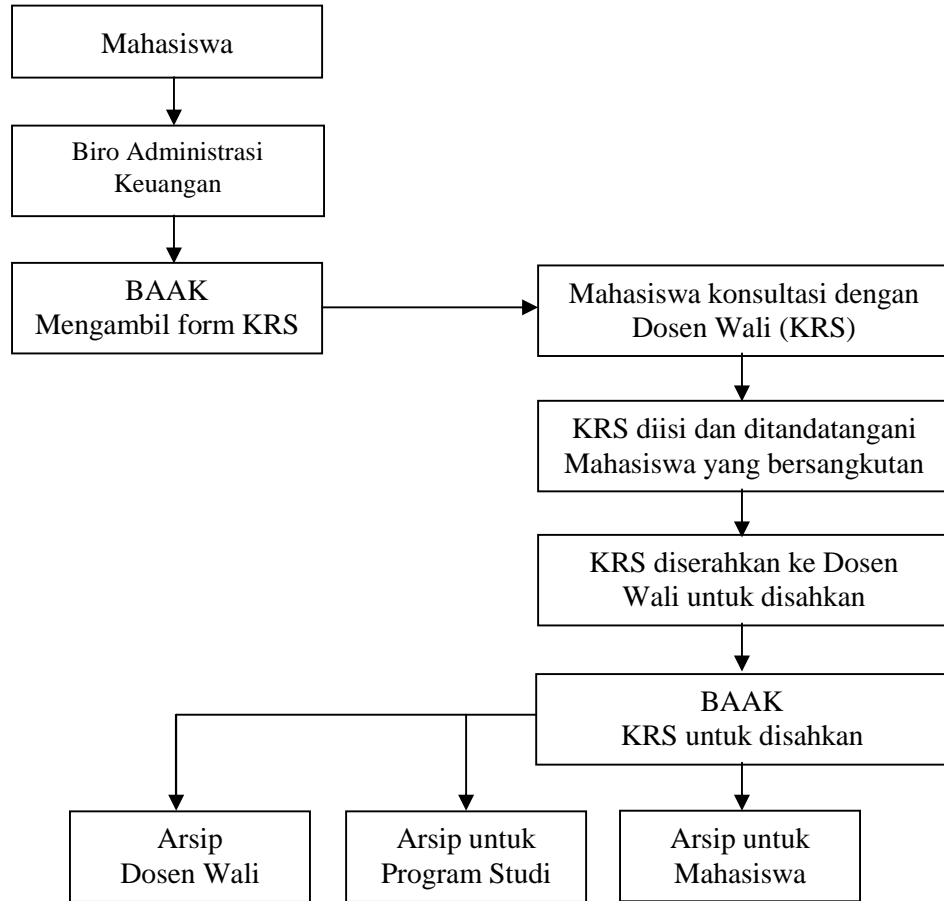 Mahasiswa
Biro Administrasi
Keuangan
BAAK
Mengambil form KRS
Mahasiswa konsultasi dengan
Dosen Wali (KRS)
KRS diisi dan ditandatangani
Mahasiswa yang bersangkutan
KRS diserahkan ke Dosen
Wali untuk disahkan
BAAK
KRS untuk disahkan
Arsip
Dosen Wali
Arsip untuk
Program Studi
Arsip untuk
Mahasiswa